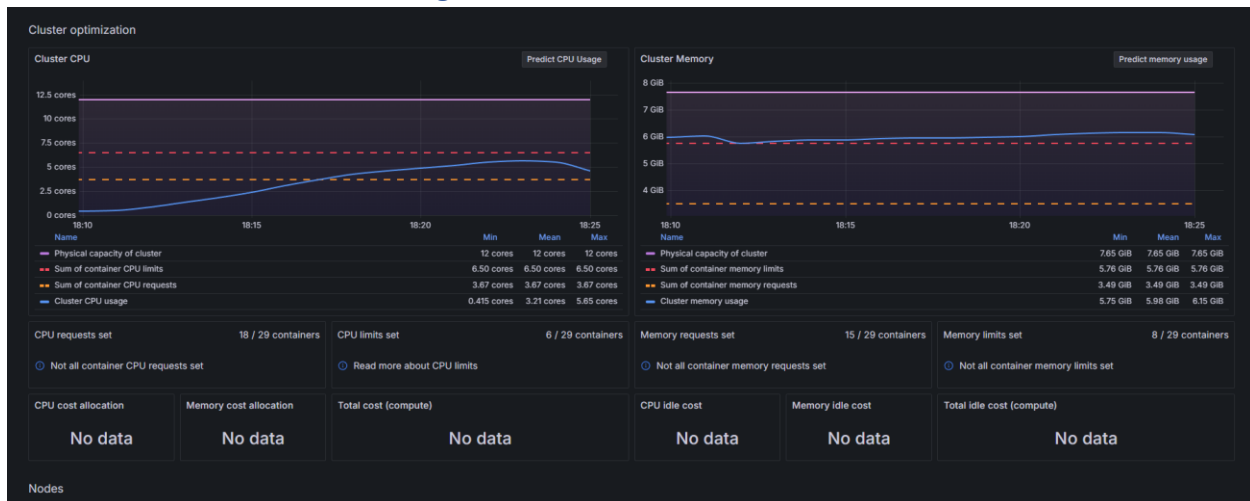 Cluster optimization
Cluster CPU
Predict CPU Usage
12.5 cores
10 cores
7.5 cores
5 cores
2.5 cores
0 cores
18:10 18:15 18:20 18:25
Name Min Mean Max
Physical capacity of cluster 12 cores 12 cores 12 cores
Sum of container CPU limits 6.50 cores 6.50 cores 6.50 cores
Sum of container CPU requests 3.67 cores 3.67 cores 3.67 cores
Cluster CPU usage 0.415 cores 3.21 cores 5.65 cores
Cluster Memory
Predict memory usage
8 GiB
7 GiB
6 GiB
5 GiB
4 GiB
18:10 18:15 18:20 18:25
Name Min Mean Max
Physical capacity of cluster 7.65 GiB 7.65 GiB 7.65 GiB
Sum of container memory limits 5.76 GiB 5.76 GiB 5.76 GiB
Sum of container memory requests 3.49 GiB 3.49 GiB 3.49 GiB
Cluster memory usage 5.75 GiB 5.98 GiB 6.15 GiB
CPU requests set 18 / 29 containers
Not all container CPU requests set
CPU limits set 6 / 29 containers
Read more about CPU limits
Memory requests set 15 / 29 containers
Not all container memory requests set
Memory limits set 8 / 29 containers
Not all container memory limits set
CPU cost allocation
No data
Memory cost allocation
No data
Total cost (compute)
No data
CPU idle cost
No data
Memory idle cost
No data
Total idle cost (compute)
No data
Nodes